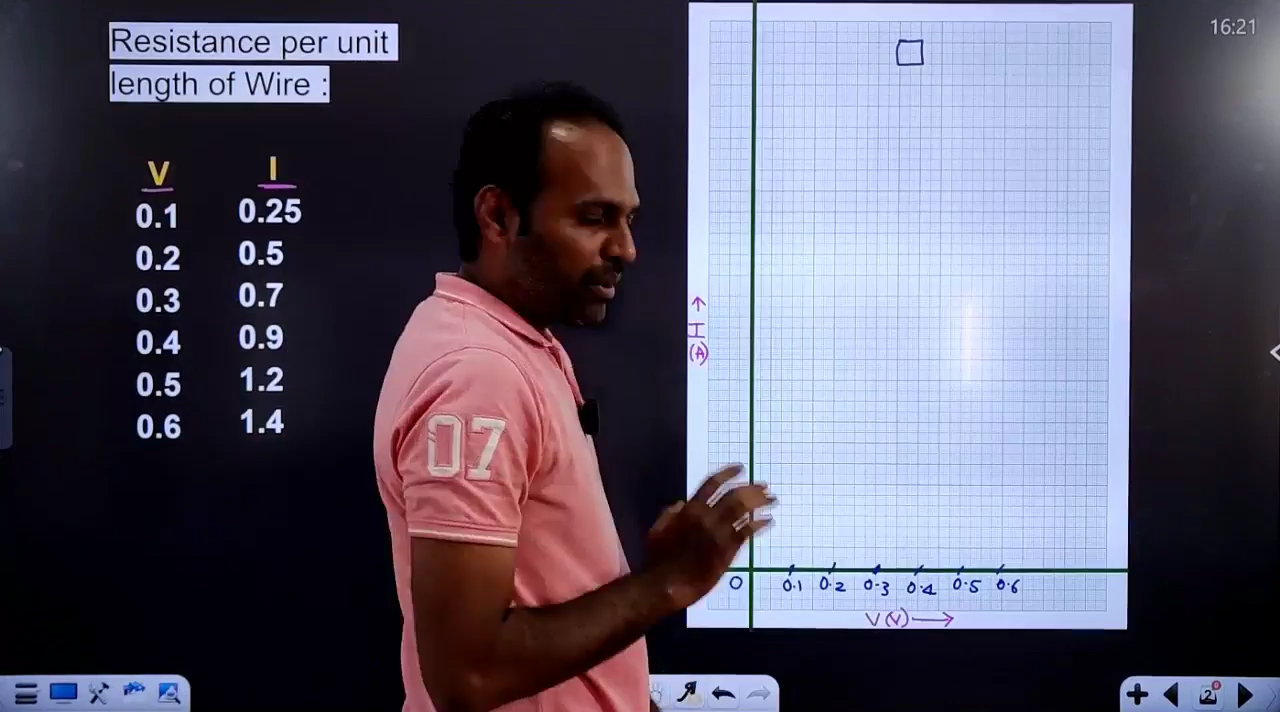 Resistance per unit
length of Wire :
V I
0.1 0.25
0.2 0.5
0.3 0.7
0.4 0.9
0.5 1.2
0.6 1.4
07
16:21
↑
I
(A)
0 0.1 0.2 0.3 0.4 0.5 0.6
V (V) →
2